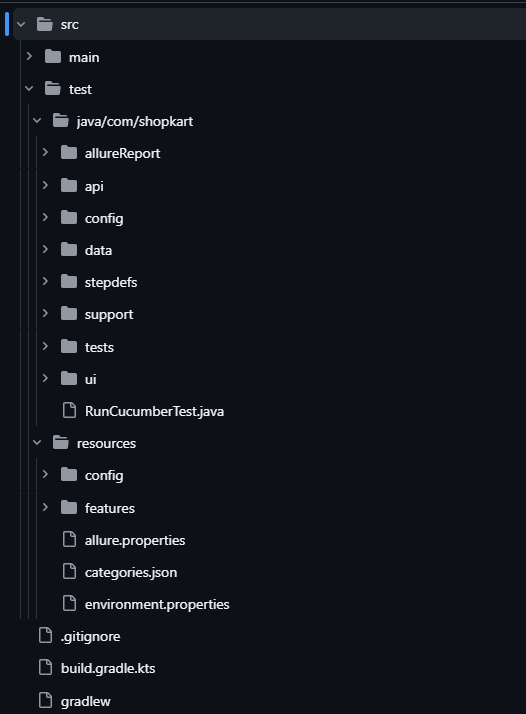 src
main
test
java/com/shopkart
allureReport
api
config
data
stepdefs
support
tests
ui
RunCucumberTest.java
resources
config
features
allure.properties
categories.json
environment.properties
.gitignore
build.gradle.kts
gradlew